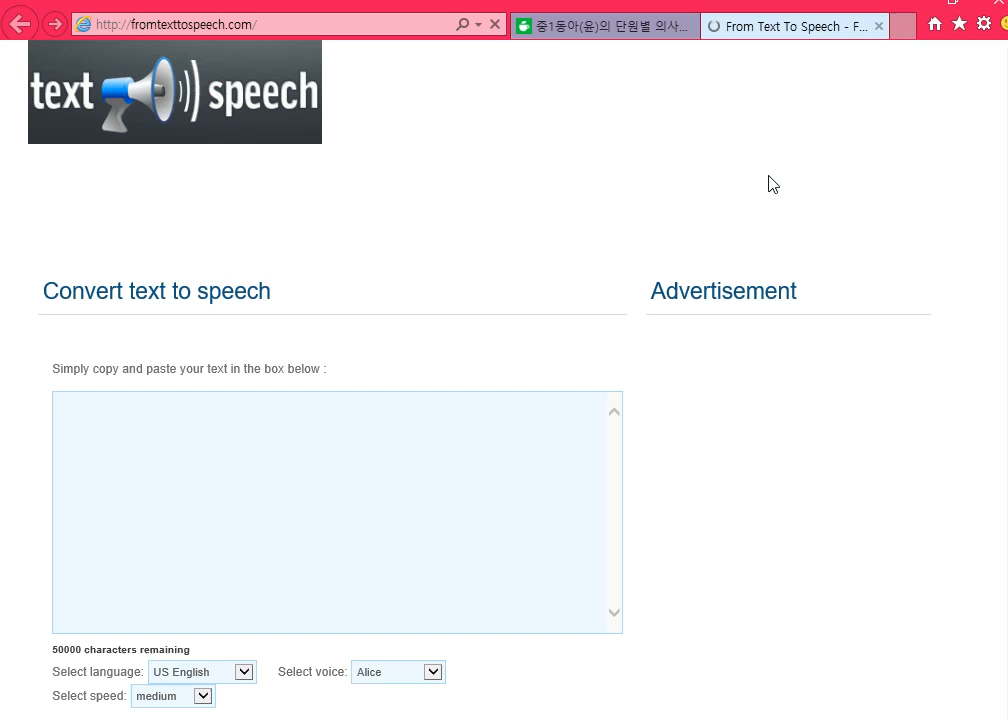 http://fromtexttospeech.com/
중1동아(윤)의 단원별 의사...
From Text To Speech - F...
text speech
Convert text to speech
Advertisement
Simply copy and paste your text in the box below :
50000 characters remaining
Select language: US English Select voice: Alice
Select speed: medium